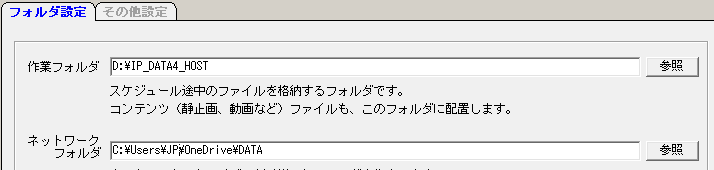 フォルダ設定 その他設定
作業フォルダ D:¥IP_DATA4_HOST 参照
スケジュール途中のファイルを格納するフォルダです。
コンテンツ（静止画、動画など）ファイルも、このフォルダに配置します。
ネットワーク
フォルダ C:¥Users¥JP¥OneDrive¥DATA 参照